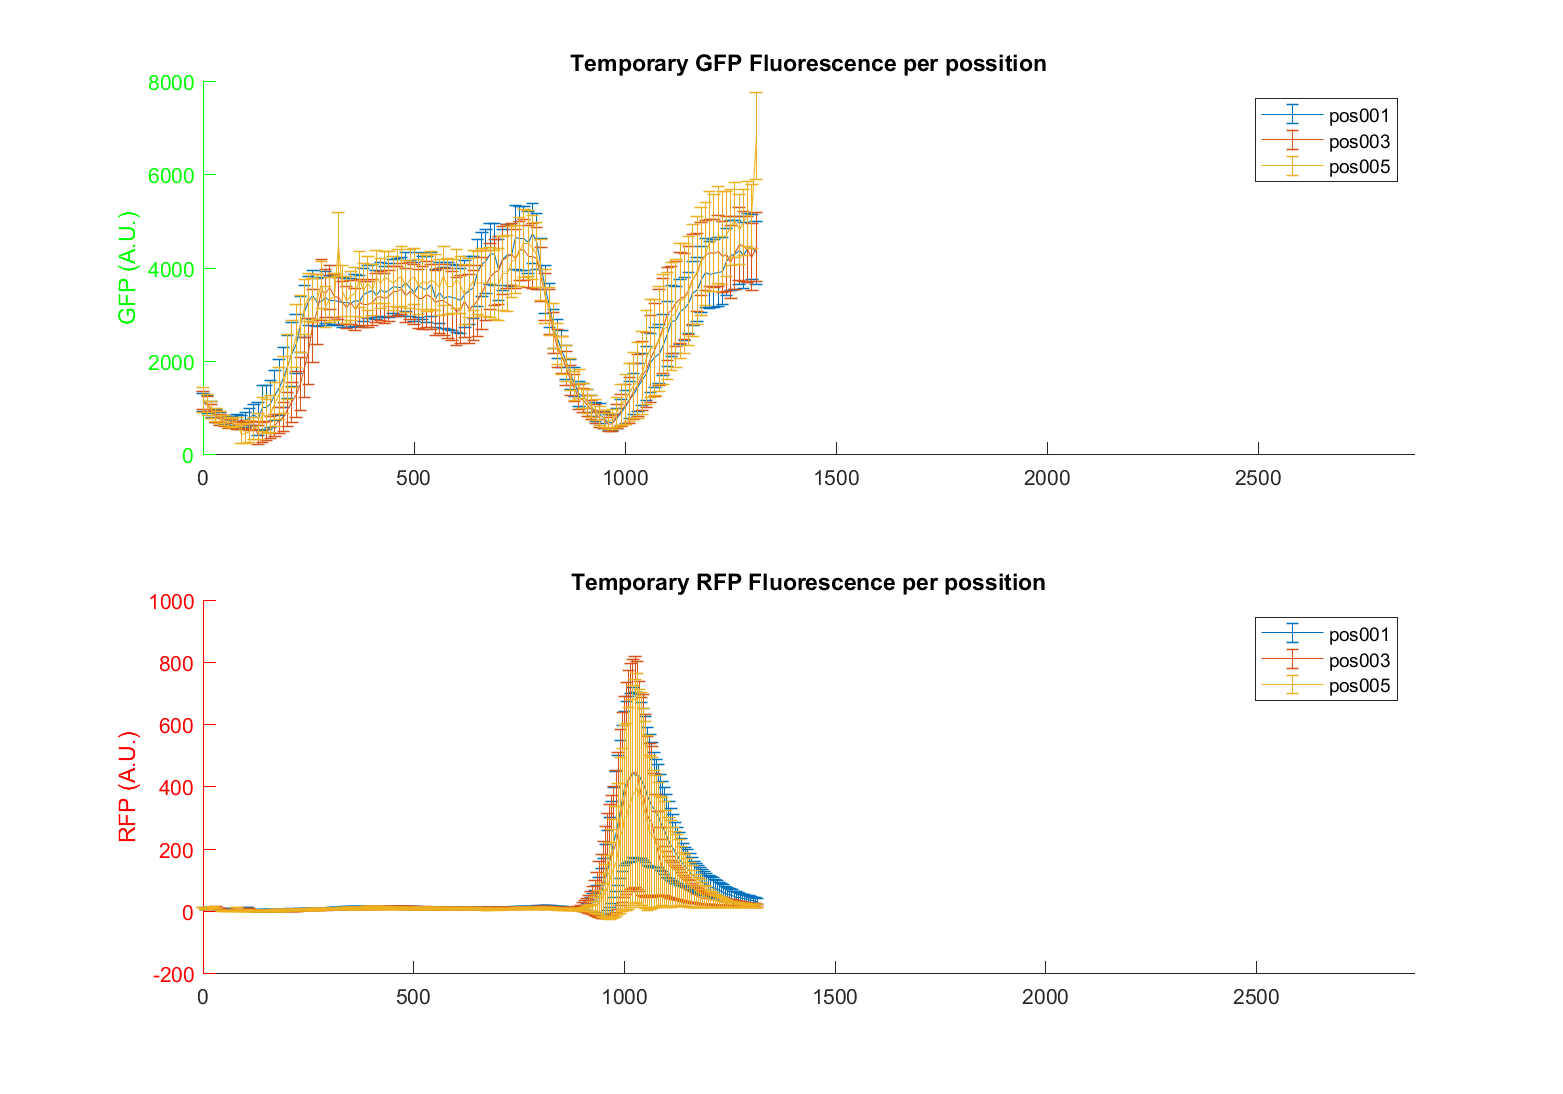 Temporary GFP Fluorescence per possition
8000
6000
4000
2000
0
GFP (A.U.)
pos001
pos003
pos005
0 500 1000 1500 2000 2500
Temporary RFP Fluorescence per possition
1000
800
600
400
200
0
-200
RFP (A.U.)
pos001
pos003
pos005
0 500 1000 1500 2000 2500